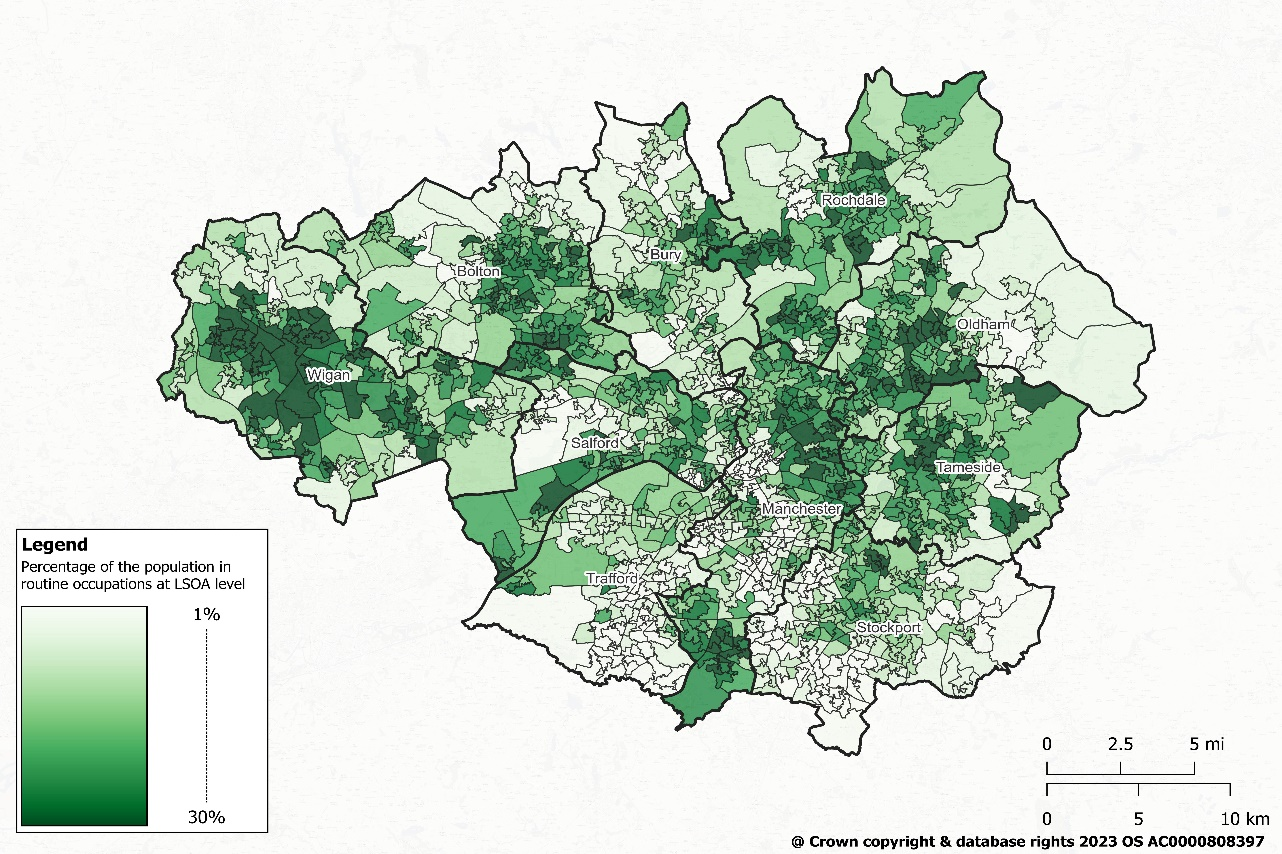 Rochdale
Bury
Bolton
Oldham
Wigan
Salford
Tameside
Manchester
Trafford
Stockport
Legend
Percentage of the population in
routine occupations at LSOA level
1%
30%
0 2.5 5 mi
0 5 10 km
@ Crown copyright & database rights 2023 OS AC0000808397